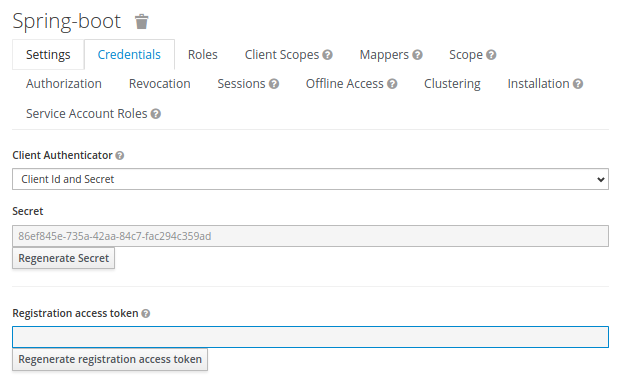 Spring-boot
Settings Credentials Roles Client Scopes Mappers Scope
Authorization Revocation Sessions Offline Access Clustering Installation
Service Account Roles
Client Authenticator
Client Id and Secret
Secret
86ef845e-735a-42aa-84c7-fac294c359ad
Regenerate Secret
Registration access token
Regenerate registration access token